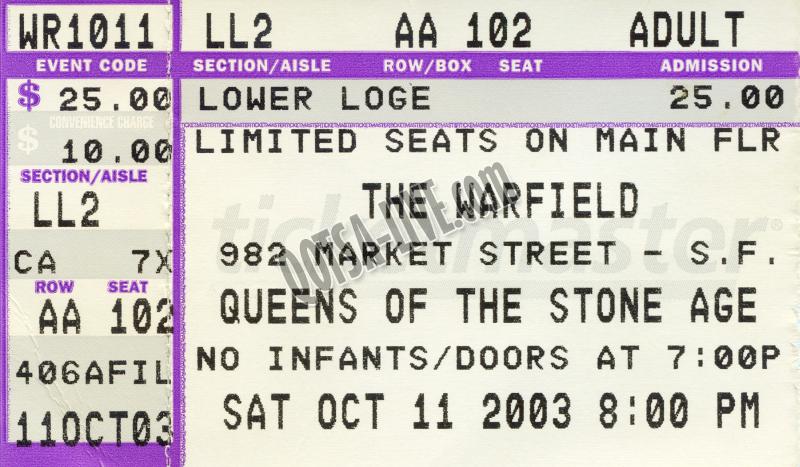 WR1011 LL2 AA 102 ADULT
EVENT CODE SECTION/AISLE ROW/BOX SEAT ADMISSION
$ 25.00 LOWER LOGE 25.00
CONVENIENCE CHARGE
$ 10.00
LIMITED SEATS ON MAIN FLR
SECTION/AISLE
LL2
THE WARFIELD
ticketmaster®
QOTSA-LIVE.com
CA 7X
982 MARKET STREET - S.F.
ROW SEAT
AA 102
QUEENS OF THE STONE AGE
406AFIL
NO INFANTS/DOORS AT 7:00P
11OCT03
SAT OCT 11 2003 8:00 PM